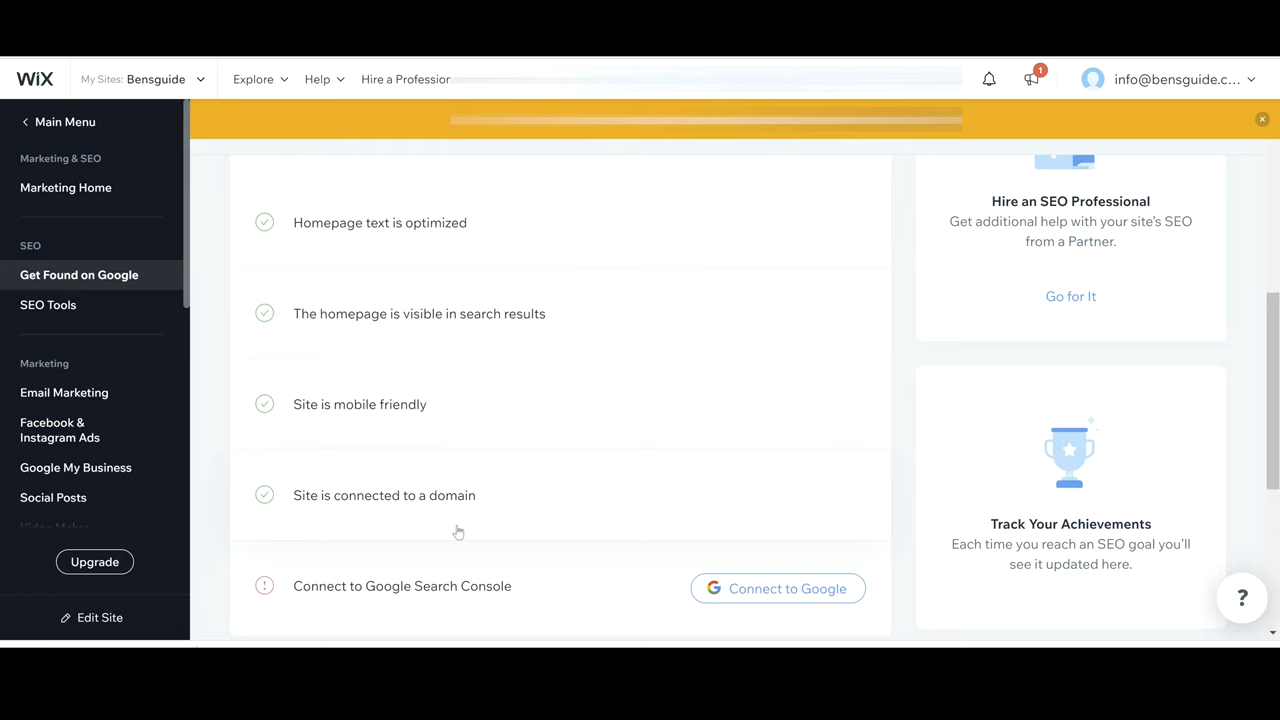 WiX My Sites: Bensguide Explore Help Hire a Profession 1 info@bensguide.c...
Main Menu
Marketing & SEO
Marketing Home
SEO
Get Found on Google
SEO Tools
Marketing
Email Marketing
Facebook &
Instagram Ads
Google My Business
Social Posts
Video Maker
Upgrade
Edit Site
Homepage text is optimized
The homepage is visible in search results
Site is mobile friendly
Site is connected to a domain
Connect to Google Search Console
Connect to Google
Hire an SEO Professional
Get additional help with your site's SEO
from a Partner.
Go for It
Track Your Achievements
Each time you reach an SEO goal you'll
see it updated here.
?